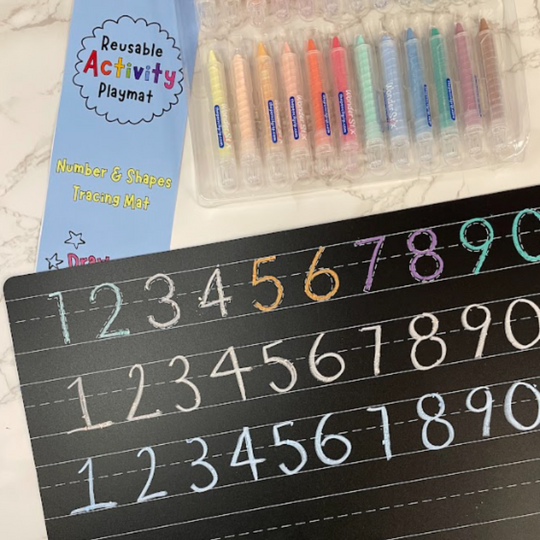 Reusable
Activity
Playmat
Number & Shapes
Tracing Mat
1234567890
1234567890
1234567890